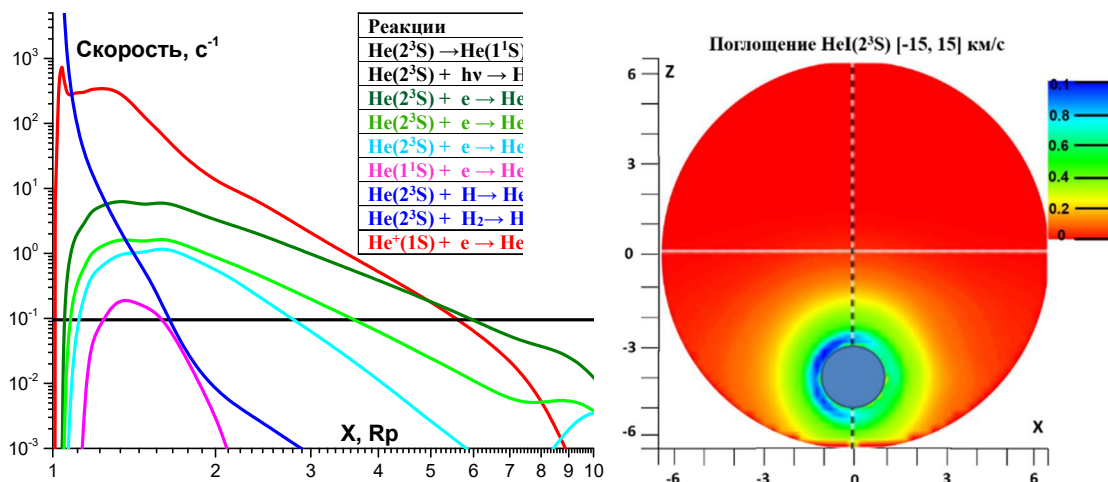 Скорость, с⁻¹
10³
10²
10¹
10⁰
10⁻¹
10⁻²
10⁻³
1
2
3
4
5
6
7
8
9
10
X, Rp
Реакции
He(2³S) →He(1¹S)
He(2³S) + hν → H
He(2³S) + e → He
He(2³S) + e → He
He(2³S) + e → He
He(1¹S) + e → He
He(2³S) + H→ He
He(2³S) + H₂→ H
He⁺(1S) + e → He
Поглощение HeI(2³S) [-15, 15] км/с
Z
6
3
0
-3
-6
-6
-3
0
3
6
X
0.1
0.8
0.6
0.4
0.2
0